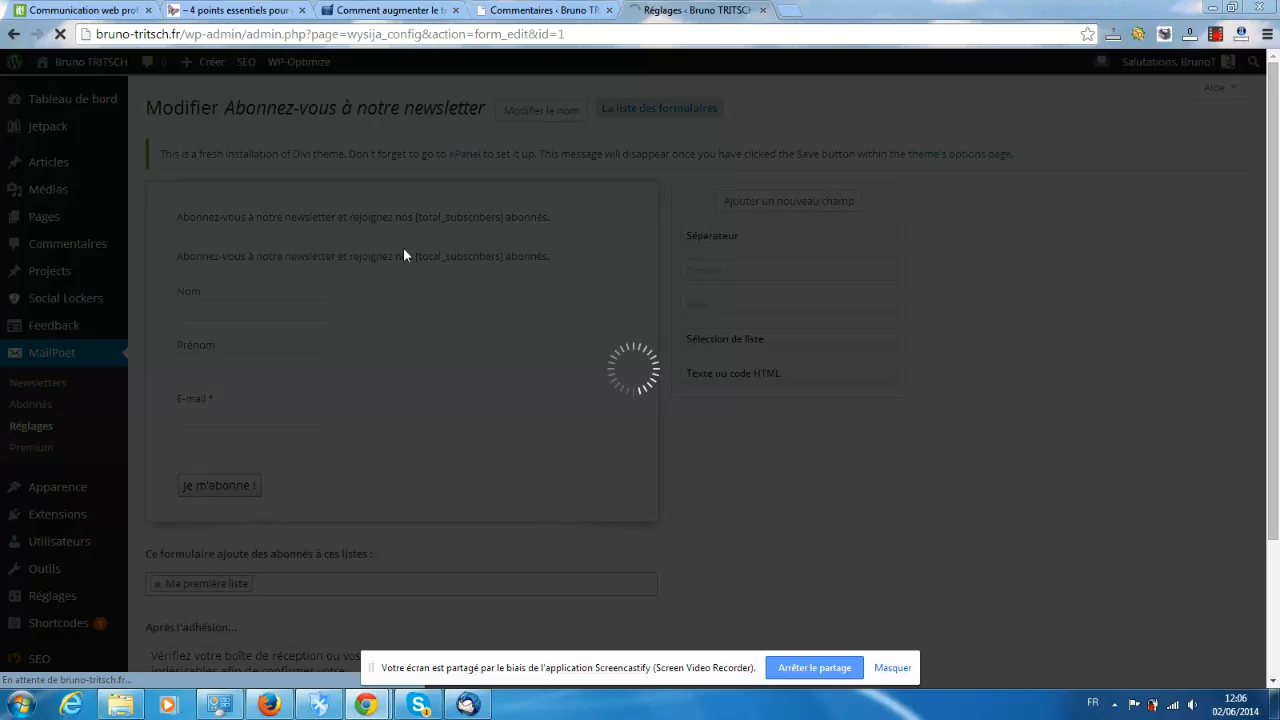 Communication web prof
– 4 points essentiels pour
Comment augmenter le t
Commentaires ‹ Bruno TR
Réglages ‹ Bruno TRITSCH
bruno-tritsch.fr/wp-admin/admin.php?page=wysija_config&action=form_edit&id=1
Bruno TRITSCH
Créer
SEO
WP-Optimize
Salutations, BrunoT
Tableau de bord
Jetpack
Articles
Médias
Pages
Commentaires
Projects
Social Lockers
Feedback
MailPoet
Newsletters
Abonnés
Réglages
Premium
Apparence
Extensions
Utilisateurs
Outils
Réglages
Shortcodes 1
SEO
Aide
Modifier Abonnez-vous à notre newsletter
Modifier le nom
La liste des formulaires
This is a fresh installation of Divi theme. Don't forget to go to ePanel to set it up. This message will disappear once you have clicked the Save button within the theme's options page.
Abonnez-vous à notre newsletter et rejoignez nos [total_subscribers] abonnés.
Abonnez-vous à notre newsletter et rejoignez nos [total_subscribers] abonnés.
Nom
Prénom
E-mail *
Je m'abonne !
Ajouter un nouveau champ
Séparateur
Prénom
Nom
Sélection de liste
Texte ou code HTML
Ce formulaire ajoute des abonnés à ces listes :
Ma première liste
Après l'adhésion...
Vérifiez votre boîte de réception ou vos
indésirables afin de confirmer votre
Votre écran est partagé par le biais de l'application Screencastify (Screen Video Recorder).
Arrêter le partage
Masquer
En attente de bruno-tritsch.fr...
FR
12:06
02/06/2014